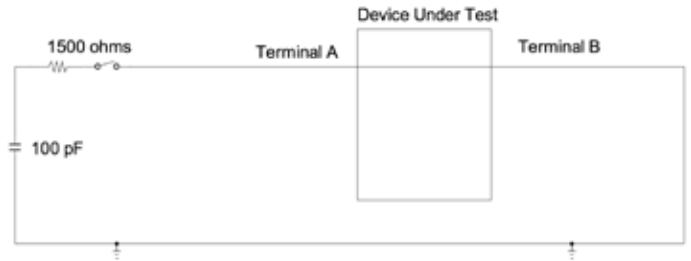 Device Under Test
1500 ohms
Terminal A
Terminal B
100 pF